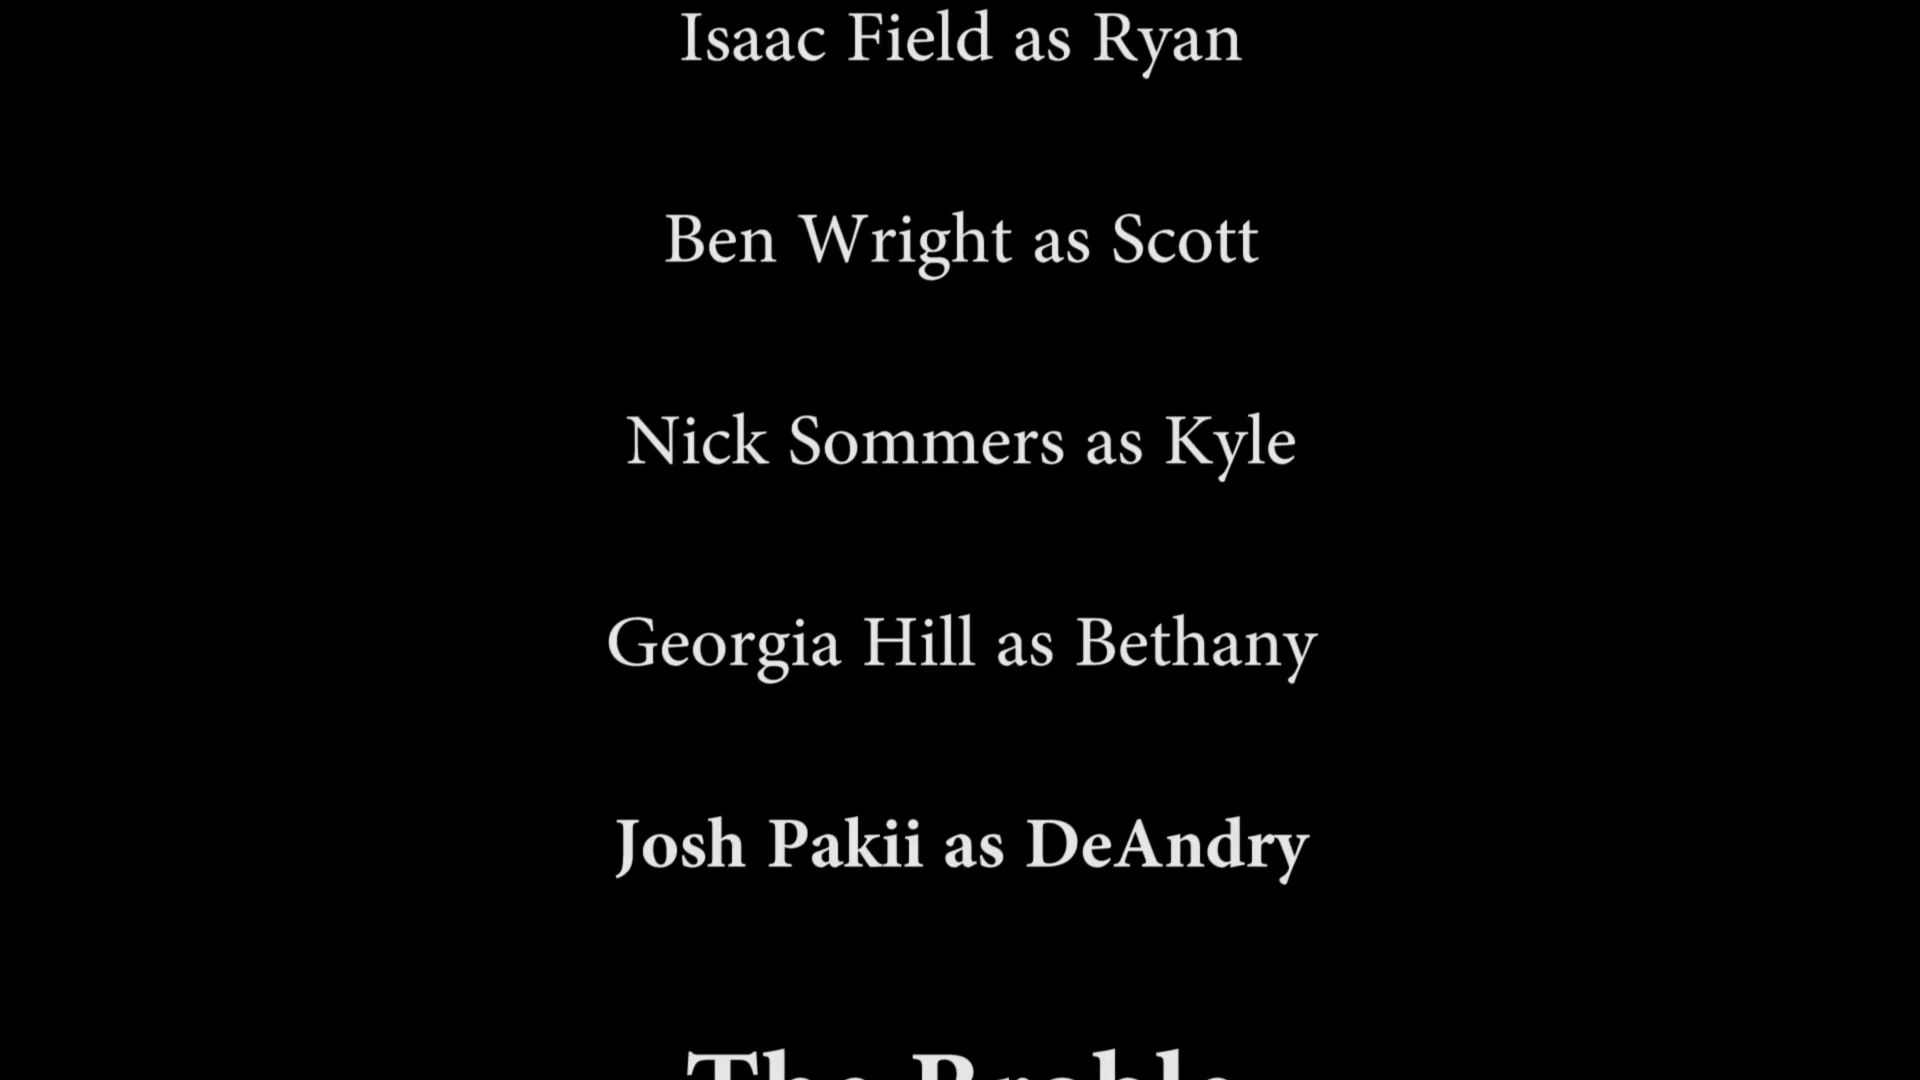 Isaac Field as Ryan
Ben Wright as Scott
Nick Sommers as Kyle
Georgia Hill as Bethany
Josh Pakii as DeAndry
The